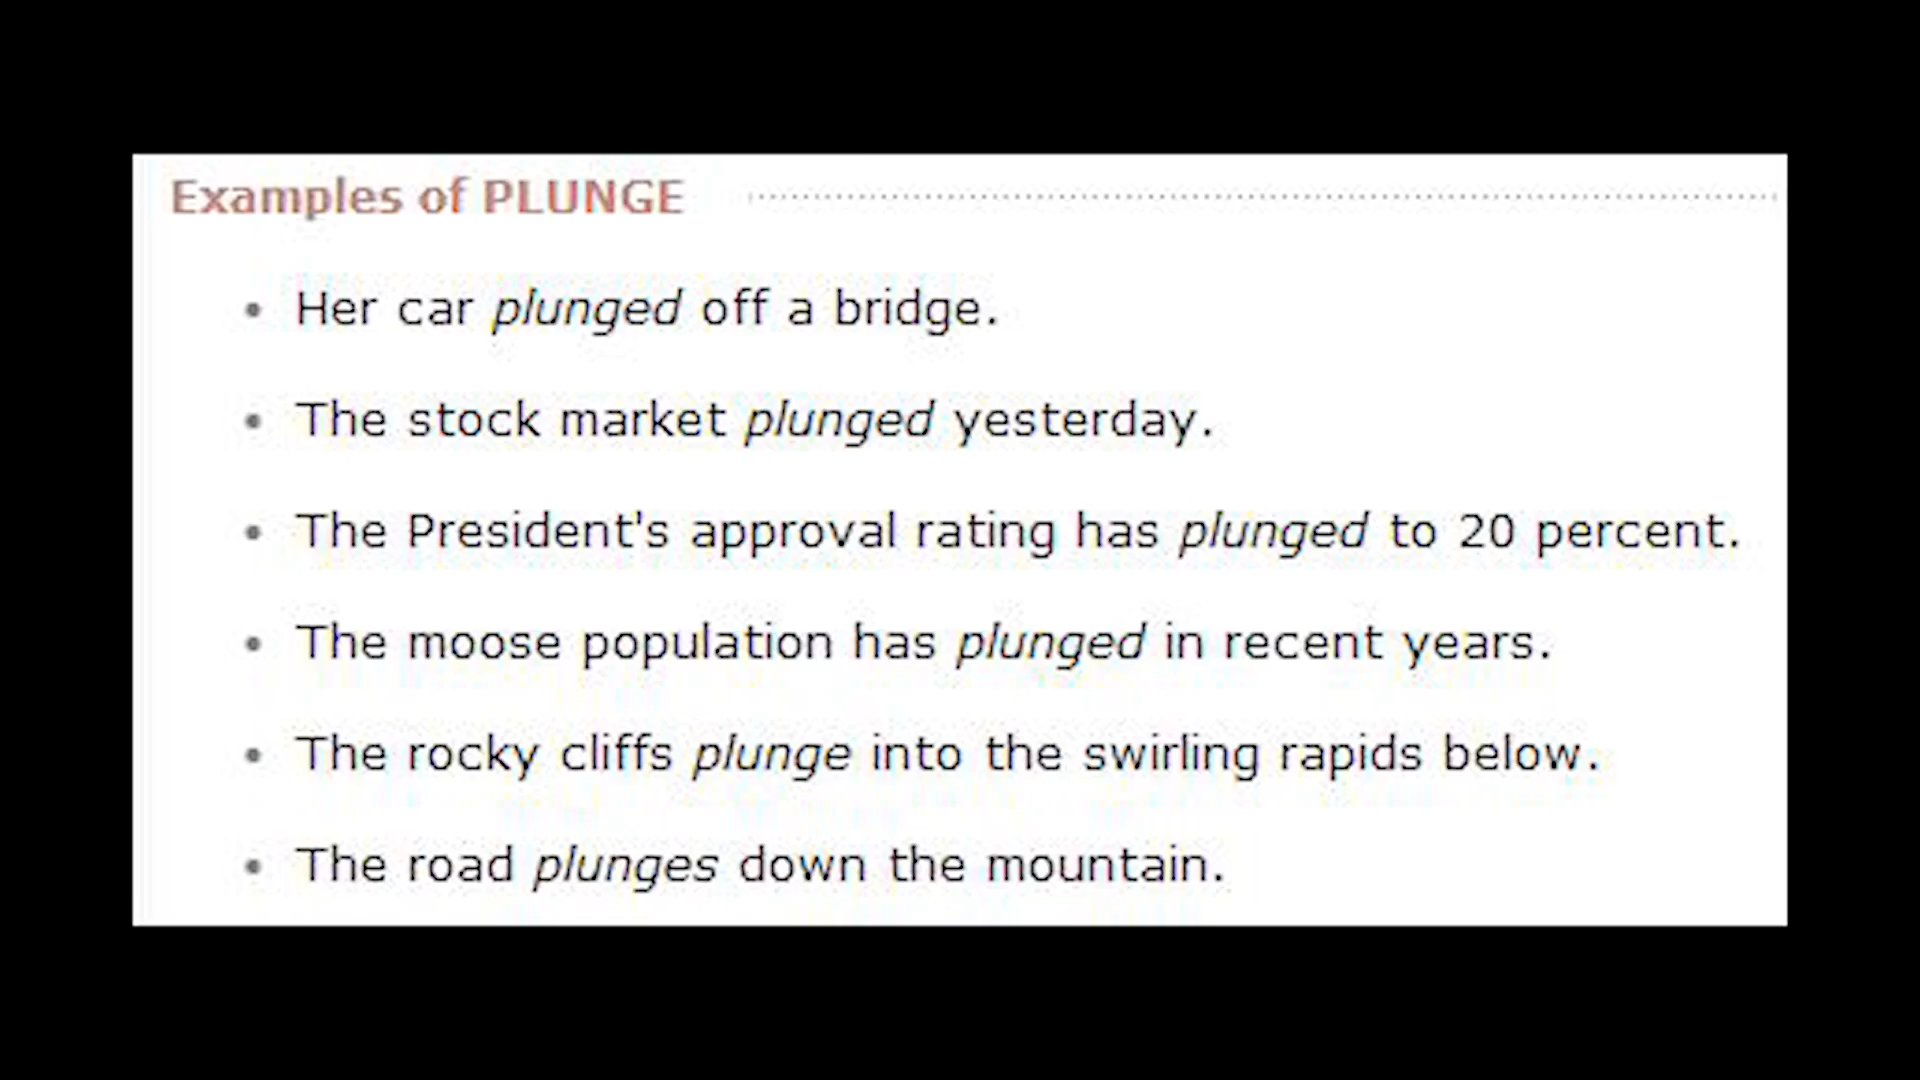 Examples of PLUNGE
• Her car plunged off a bridge.
• The stock market plunged yesterday.
• The President's approval rating has plunged to 20 percent.
• The moose population has plunged in recent years.
• The rocky cliffs plunge into the swirling rapids below.
• The road plunges down the mountain.